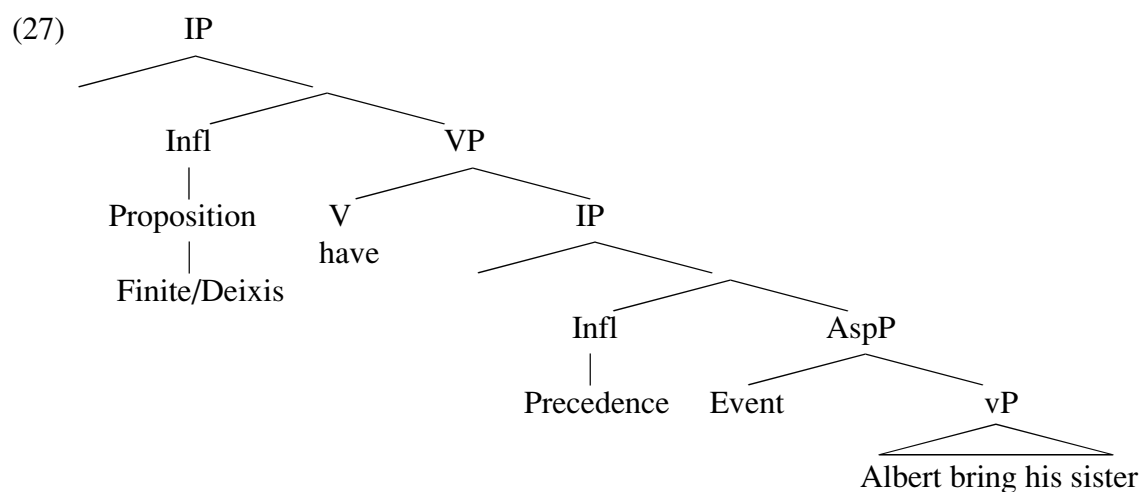 (27) IP
Infl VP
Proposition V IP
have
Finite/Deixis
Infl AspP
Precedence Event vP
Albert bring his sister